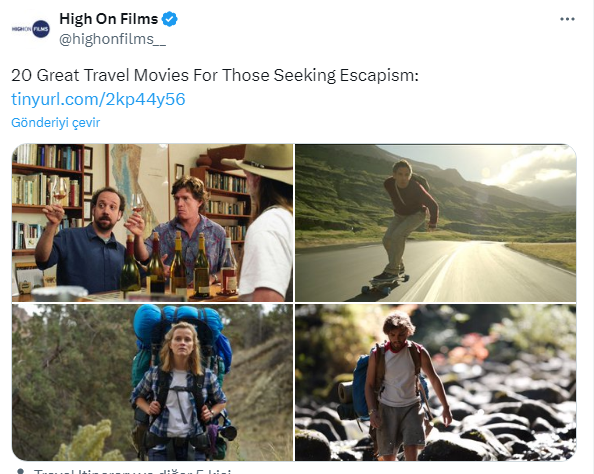 High On Films
HIGH ON FILMS
@highonfilms__
20 Great Travel Movies For Those Seeking Escapism:
tinyurl.com/2kp44y56
Gönderiyi çevir
Travel Itinerary ve diğer 5 kişi